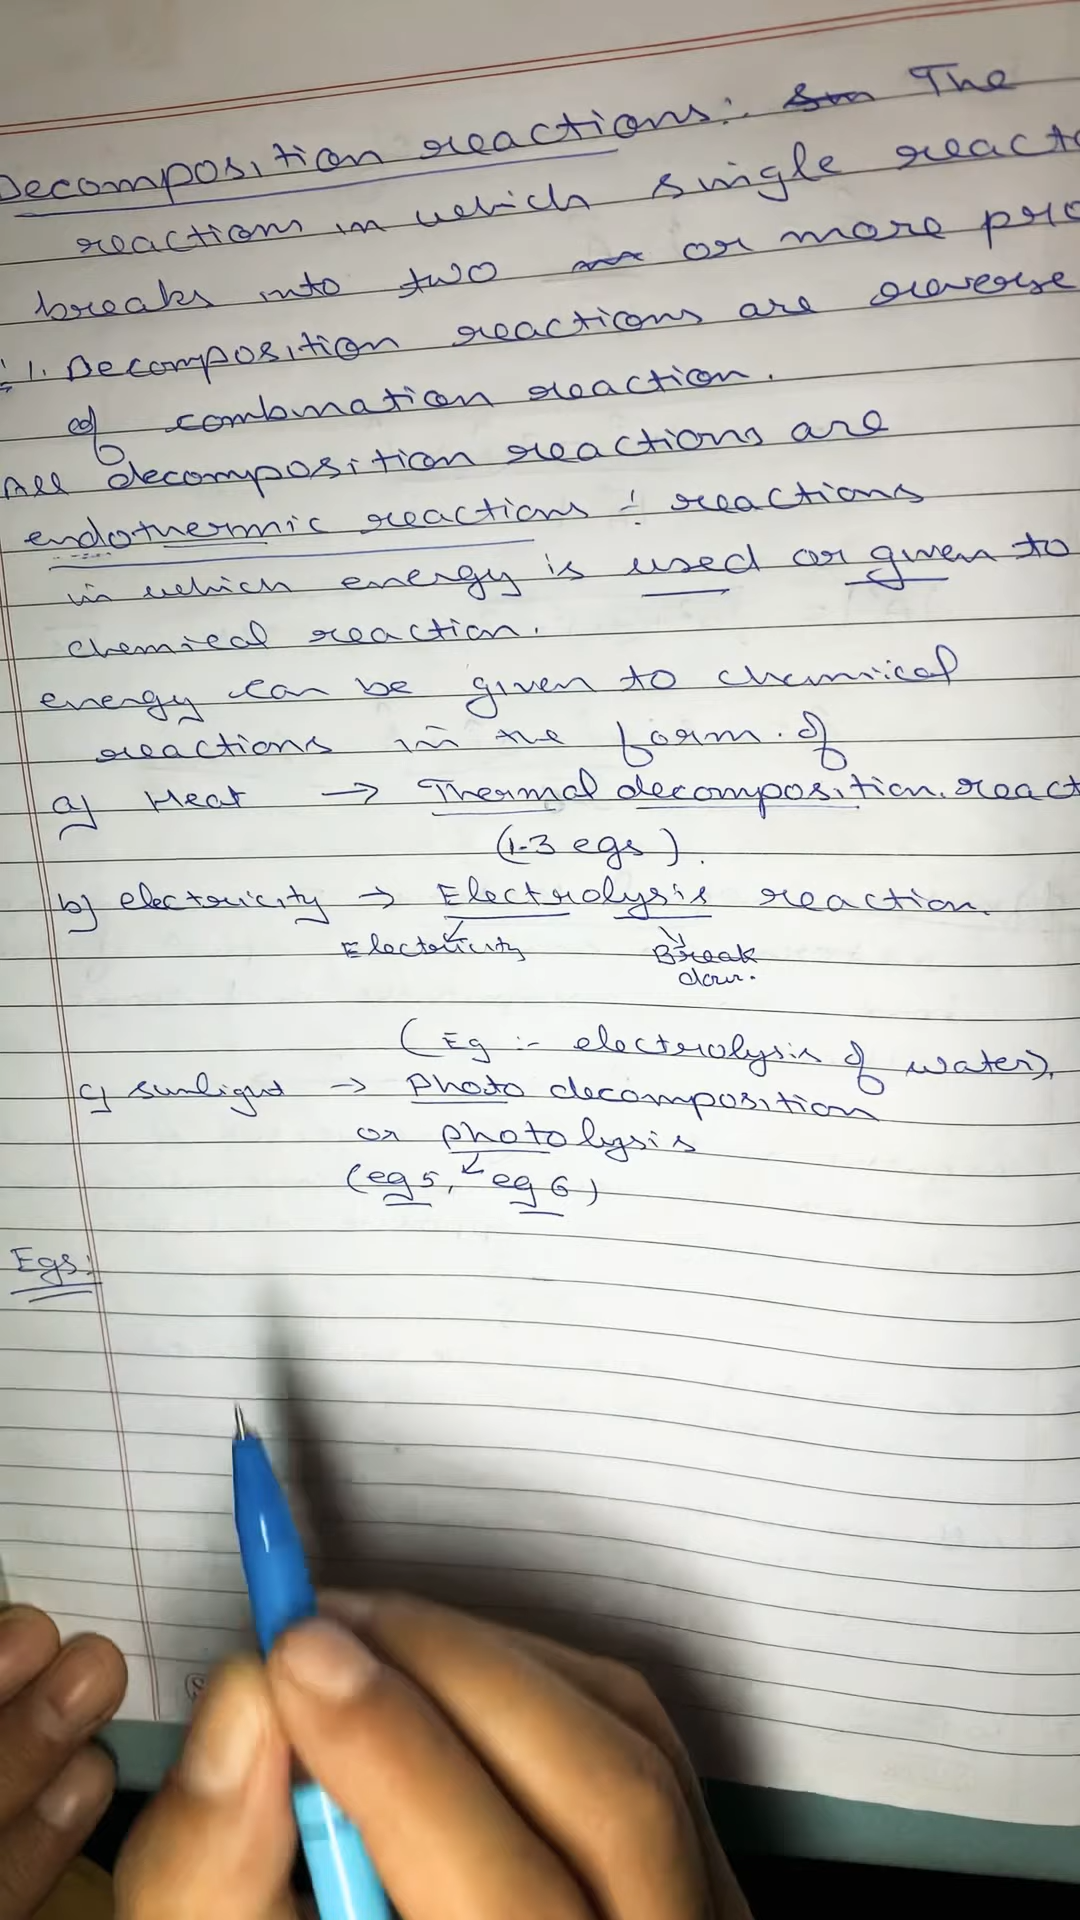 Decomposition reactions:. The
reactions in which single reacta
breaks into two or more pro
1. Decomposition reactions are reverse
of combination reaction.
All decomposition reactions are
endothermic reactions :- reactions
in which energy is used or given to
chemical reaction.
energy can be given to chemical
reactions in the form of
a) Heat → Thermal decomposition. react
(1-3 egs).
b) electricity → Electrolysis reaction.
Electricity Break
down.
(Eg :- electrolysis of water).
c) sunlight → Photo decomposition
or photolysis
(eg 5, eg 6)
Egs: